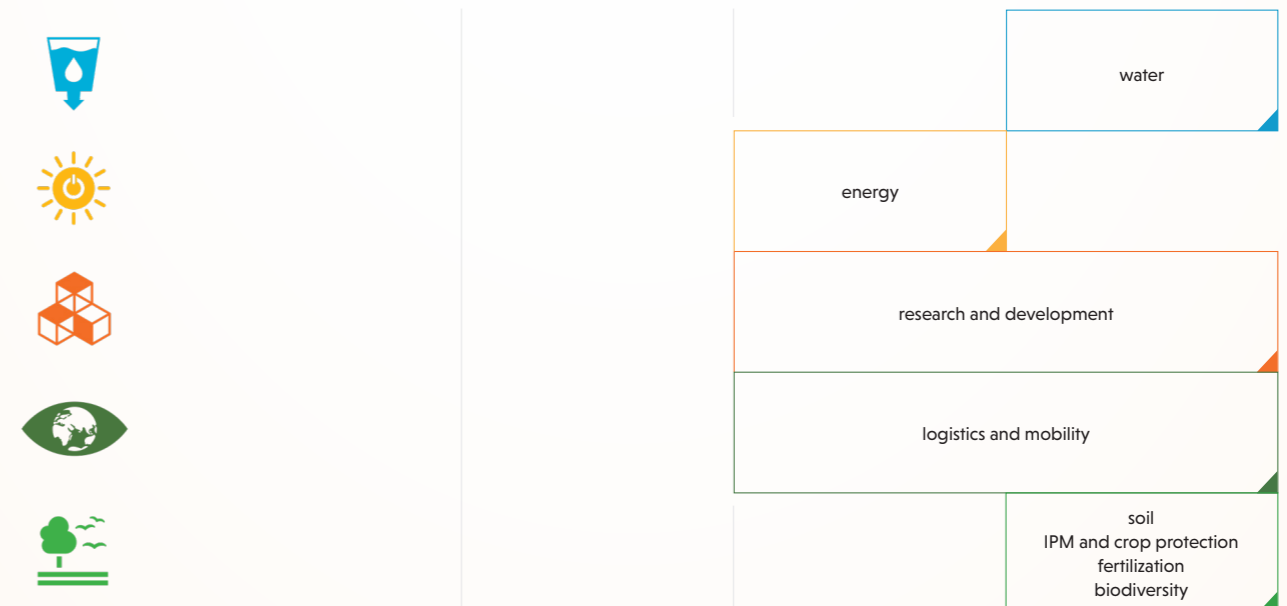 water
energy
research and development
logistics and mobility
soil
IPM and crop protection
fertilization
biodiversity